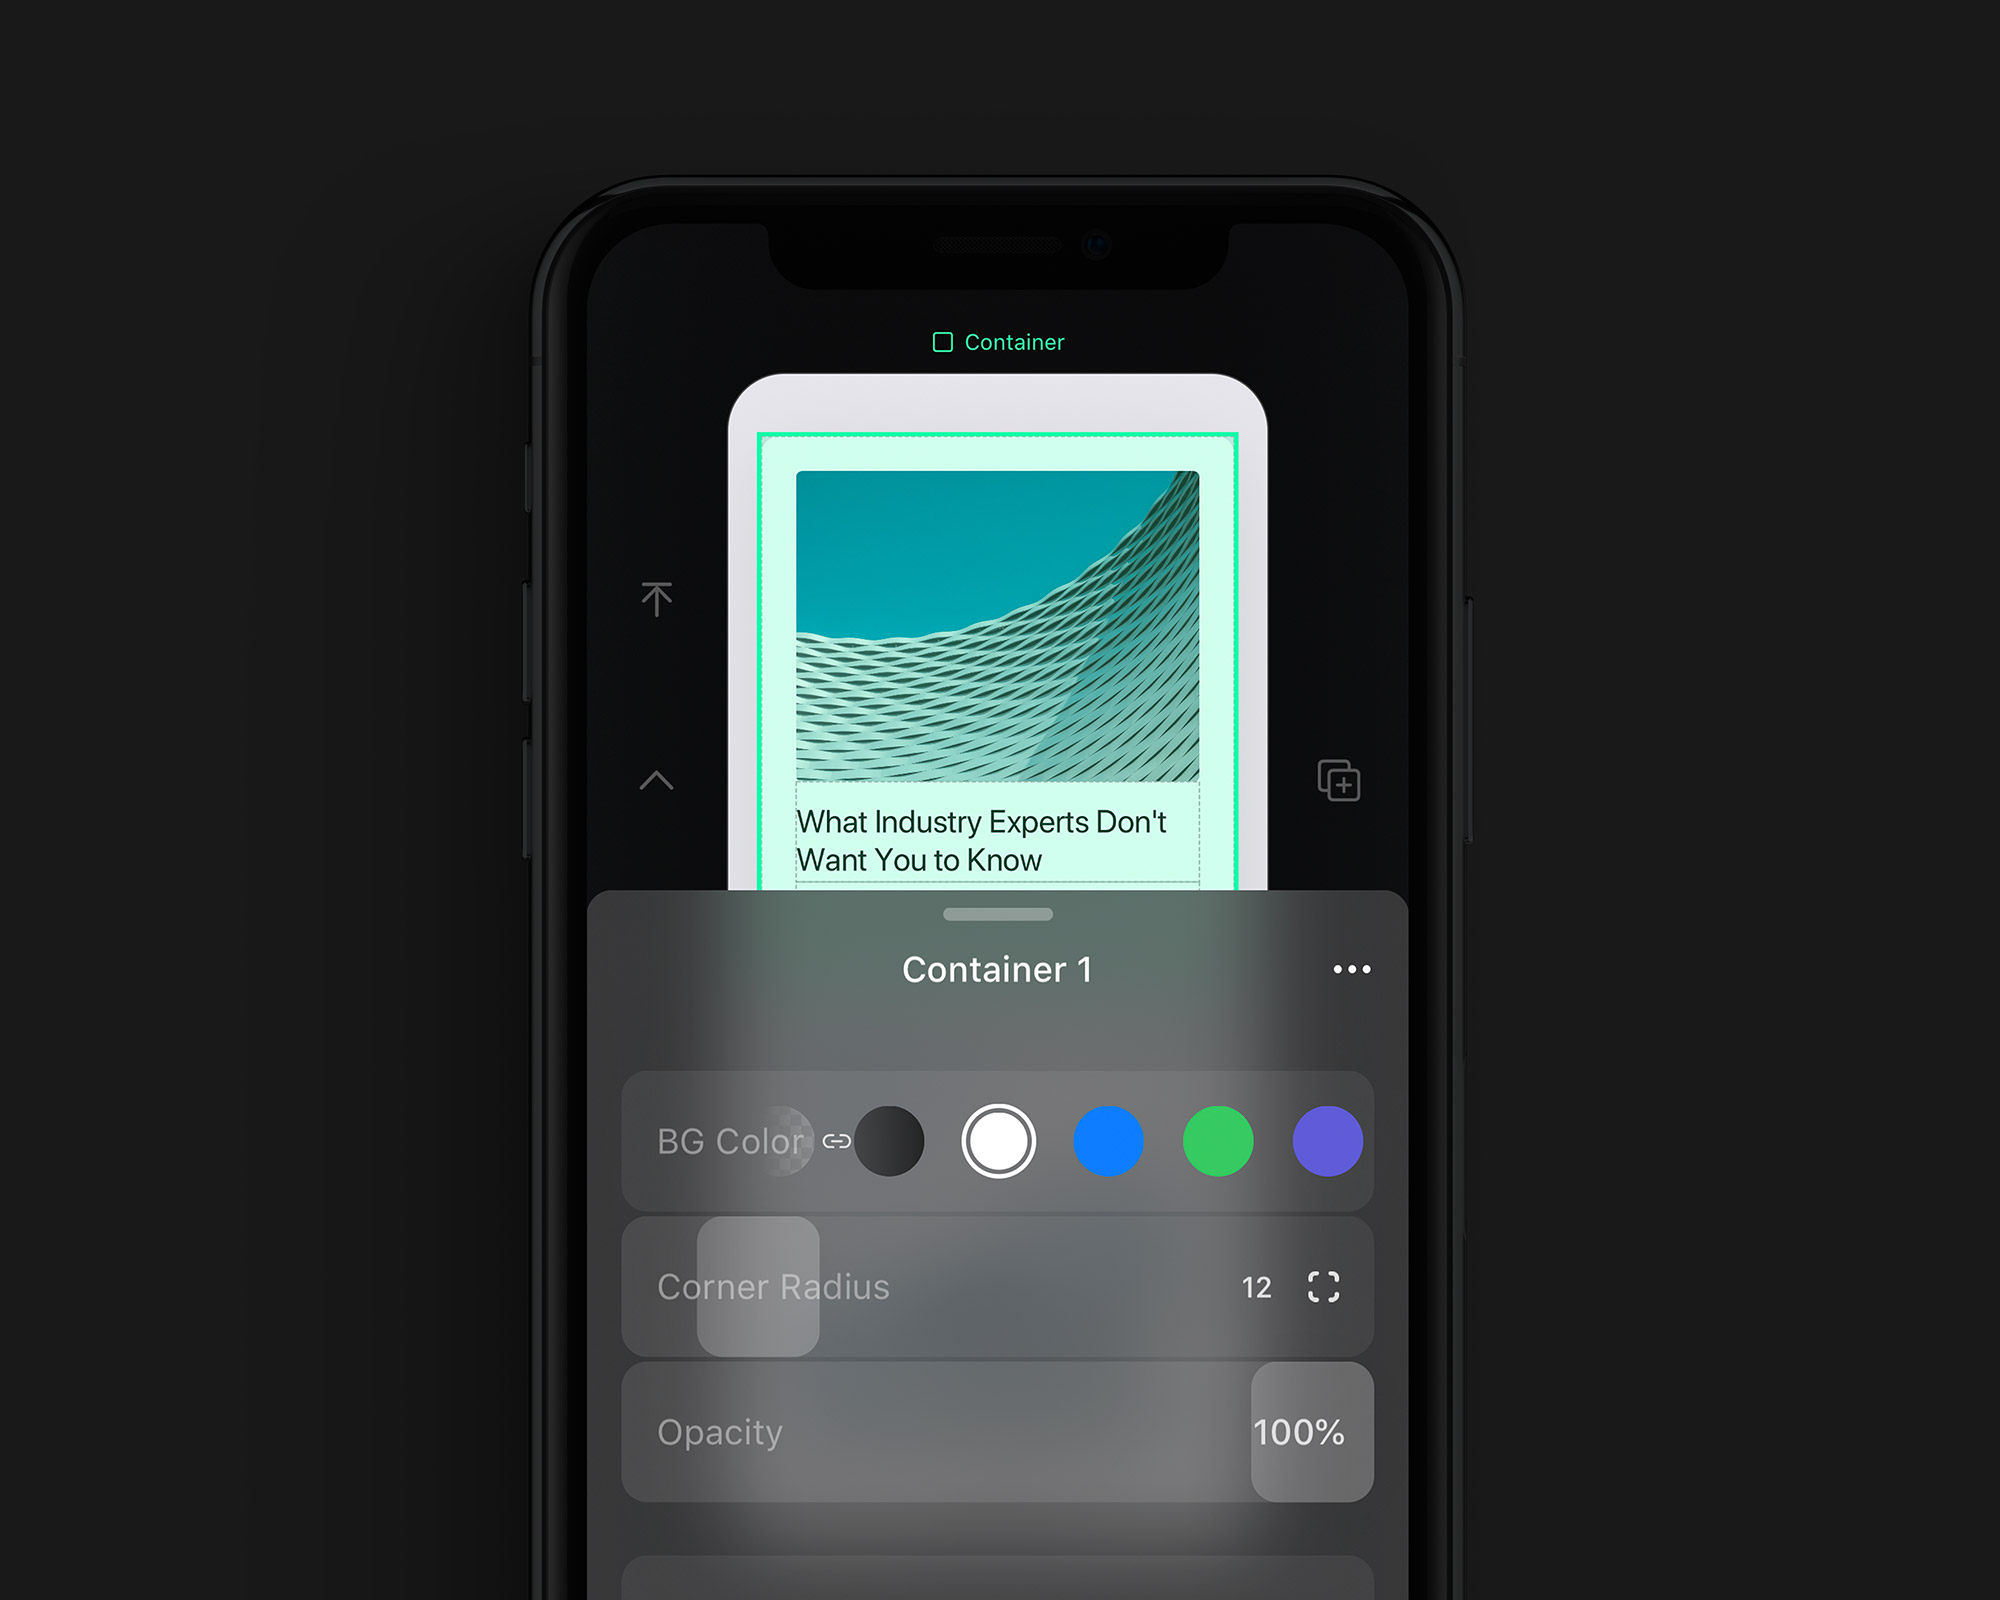 Container
What Industry Experts Don't
Want You to Know
Container 1
BG Color
Corner Radius
12
Opacity
100%